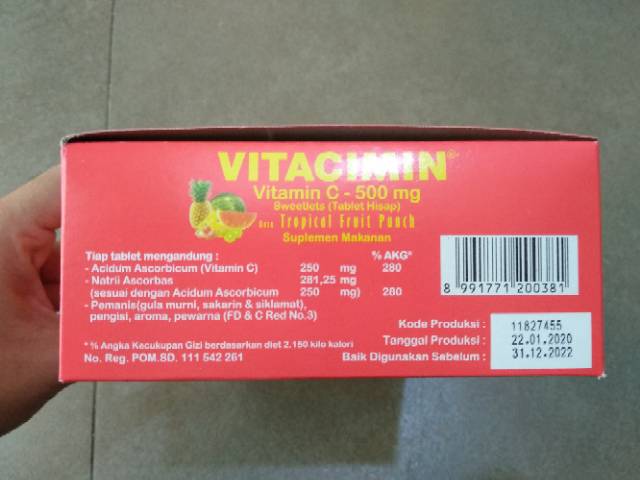 VITACIMIN®
Vitamin C - 500 mg
Sweetlets (Tablet Hisap)
Rasa Tropical Fruit Punch
Suplemen Makanan
Tiap tablet mengandung : % AKG*
- Acidum Ascorbicum (Vitamin C) 250 mg 280
- Natrii Ascorbas 281,25 mg
(sesuai dengan Acidum Ascorbicum 250 mg) 280
- Pemanis(gula murni, sakarin & siklamat),
pengisi, aroma, pewarna (FD & C Red No.3)
* % Angka Kecukupan Gizi berdasarkan diet 2.150 kilo kalori
No. Reg. POM.SD. 111 542 261
8 991771 200381
Kode Produksi : 11827455
Tanggal Produksi : 22.01.2020
Baik Digunakan Sebelum : 31.12.2022